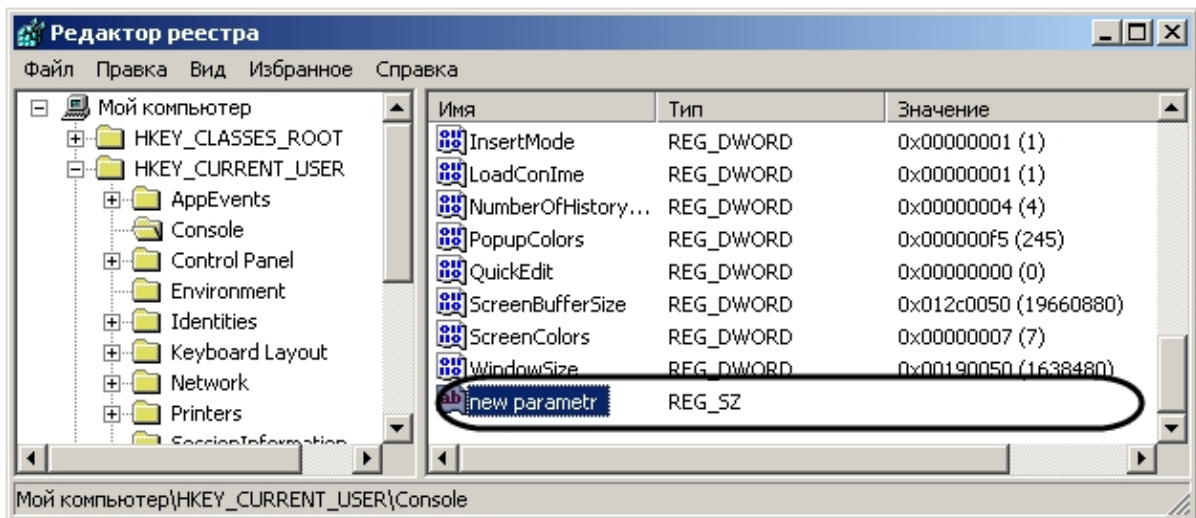 Редактор реестра
Файл Правка Вид Избранное Справка
Мой компьютер
HKEY_CLASSES_ROOT
HKEY_CURRENT_USER
AppEvents
Console
Control Panel
Environment
Identities
Keyboard Layout
Network
Printers
SessionInformation
Имя Тип Значение
InsertMode REG_DWORD 0x00000001 (1)
LoadConIme REG_DWORD 0x00000001 (1)
NumberOfHistory... REG_DWORD 0x00000004 (4)
PopupColors REG_DWORD 0x000000f5 (245)
QuickEdit REG_DWORD 0x00000000 (0)
ScreenBufferSize REG_DWORD 0x012c0050 (19660880)
ScreenColors REG_DWORD 0x00000007 (7)
WindowSize REG_DWORD 0x00190050 (1638480)
new parametr REG_SZ
Мой компьютер\HKEY_CURRENT_USER\Console